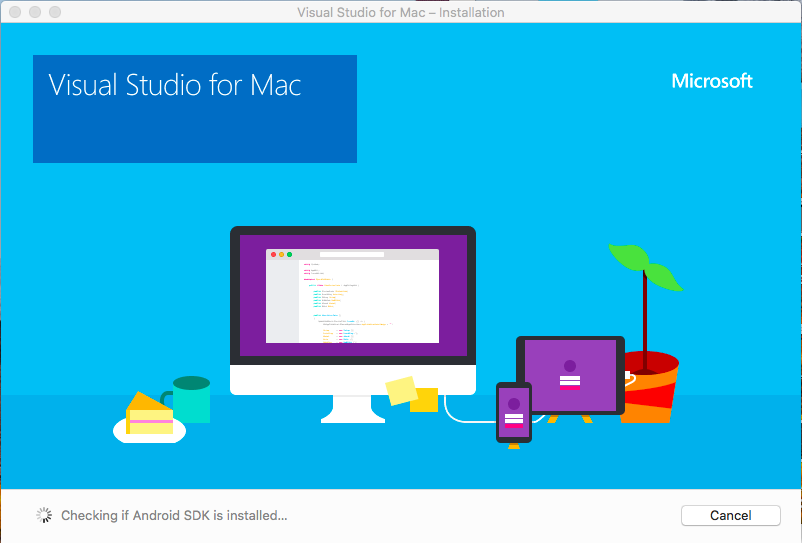 Visual Studio for Mac – Installation
Visual Studio for Mac
Microsoft
Checking if Android SDK is installed...
Cancel